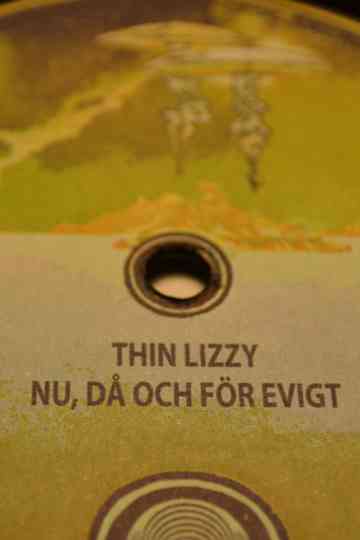 THIN LIZZY
NU, DÅ OCH FÖR EVIGT